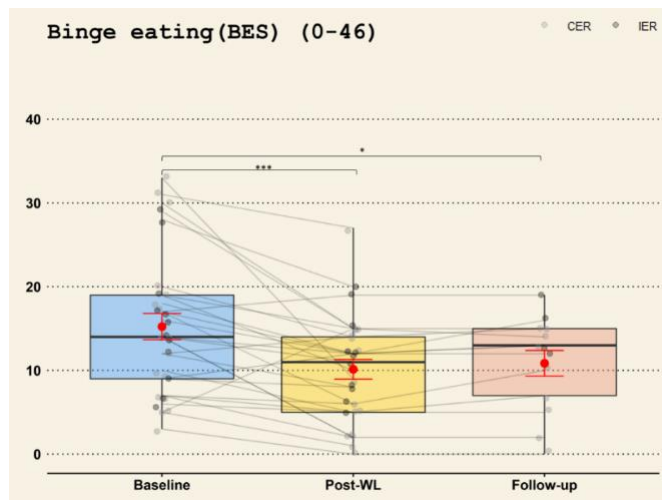 Binge eating(BES) (0-46)
CER IER
40
*
***
30
20
10
0
Baseline Post-WL Follow-up